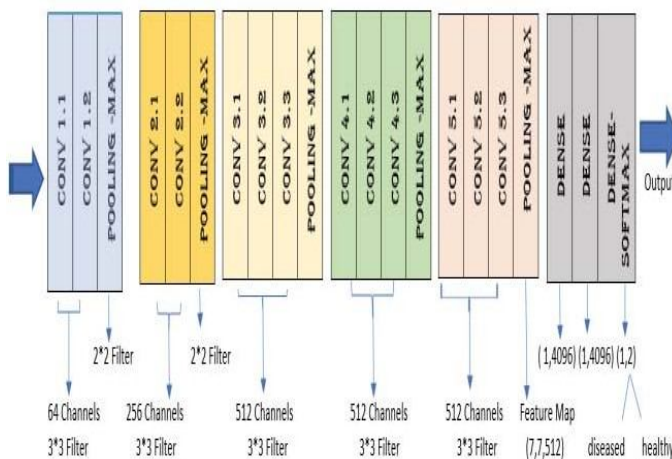 CONV 1.1
CONV 1.2
POOLING -MAX
CONV 2.1
CONV 2.2
POOLING -MAX
CONV 3.1
CONV 3.2
CONV 3.3
POOLING -MAX
CONV 4.1
CONV 4.2
CONV 4.3
POOLING -MAX
CONV 5.1
CONV 5.2
CONV 5.3
POOLING -MAX
DENSE
DENSE
DENSE-
SOFTMAX
Output
2*2 Filter
2*2 Filter
( 1,4096) (1,4096) (1,2)
64 Channels
3*3 Filter
256 Channels
3*3 Filter
512 Channels
3*3 Filter
512 Channels
3*3 Filter
512 Channels
3*3 Filter
Feature Map
(7,7,512)
diseased
healthy